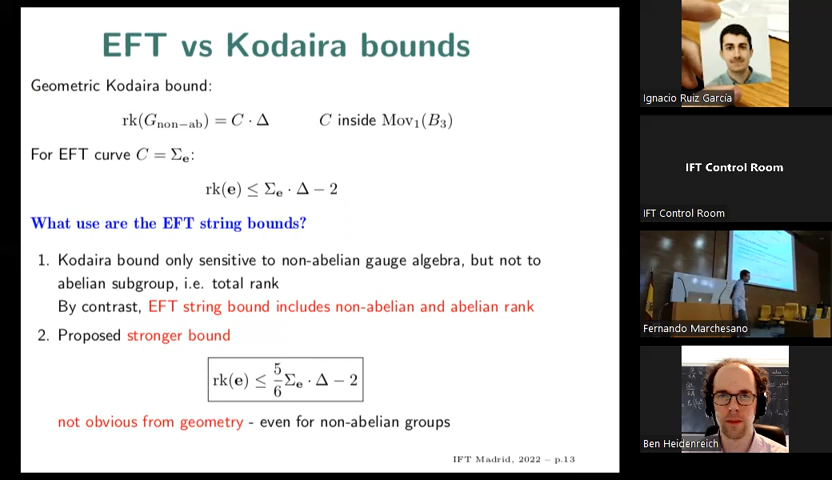 EFT vs Kodaira bounds
Geometric Kodaira bound:
rk(G_non−ab) = C · Δ C inside Mov₁(B₃)
For EFT curve C = Σ_e:
rk(e) ≤ Σ_e · Δ − 2
What use are the EFT string bounds?
1. Kodaira bound only sensitive to non-abelian gauge algebra, but not to
abelian subgroup, i.e. total rank
By contrast, EFT string bound includes non-abelian and abelian rank
2. Proposed stronger bound
rk(e) ≤ 5/6 Σ_e · Δ − 2
not obvious from geometry - even for non-abelian groups
IFT Madrid, 2022 – p.13
Ignacio Ruiz García
IFT Control Room
IFT Control Room
Fernando Marchesano
Ben Heidenreich